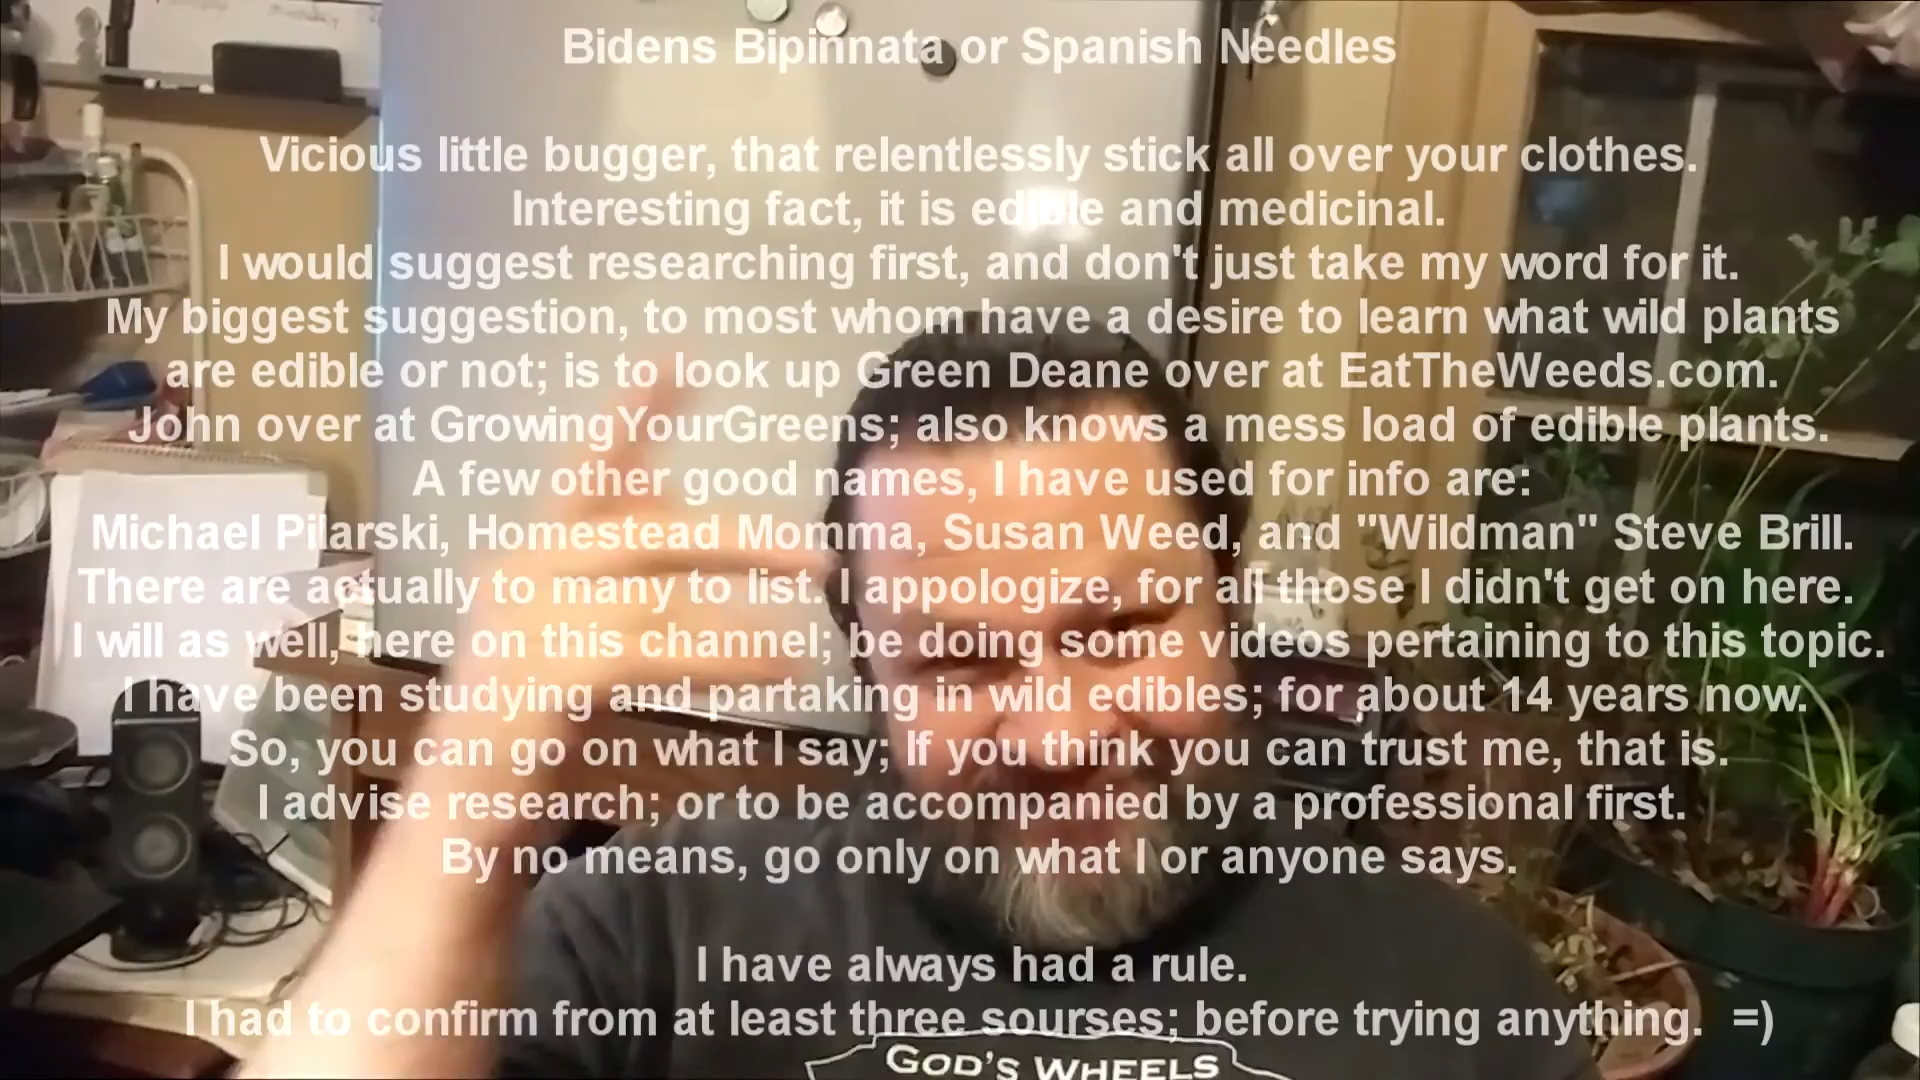 Bidens Bipinnata or Spanish Needles
Vicious little bugger, that relentlessly stick all over your clothes.
Interesting fact, it is edible and medicinal.
I would suggest researching first, and don't just take my word for it.
My biggest suggestion, to most whom have a desire to learn what wild plants
are edible or not; is to look up Green Deane over at EatTheWeeds.com.
John over at GrowingYourGreens; also knows a mess load of edible plants.
A few other good names, I have used for info are:
Michael Pilarski, Homestead Momma, Susan Weed, and "Wildman" Steve Brill.
There are actually to many to list. I appologize, for all those I didn't get on here.
I will as well, here on this channel; be doing some videos pertaining to this topic.
I have been studying and partaking in wild edibles; for about 14 years now.
So, you can go on what I say; If you think you can trust me, that is.
I advise research; or to be accompanied by a professional first.
By no means, go only on what I or anyone says.
I have always had a rule.
I had to confirm from at least three sourses; before trying anything. =)
GOD'S WHEELS